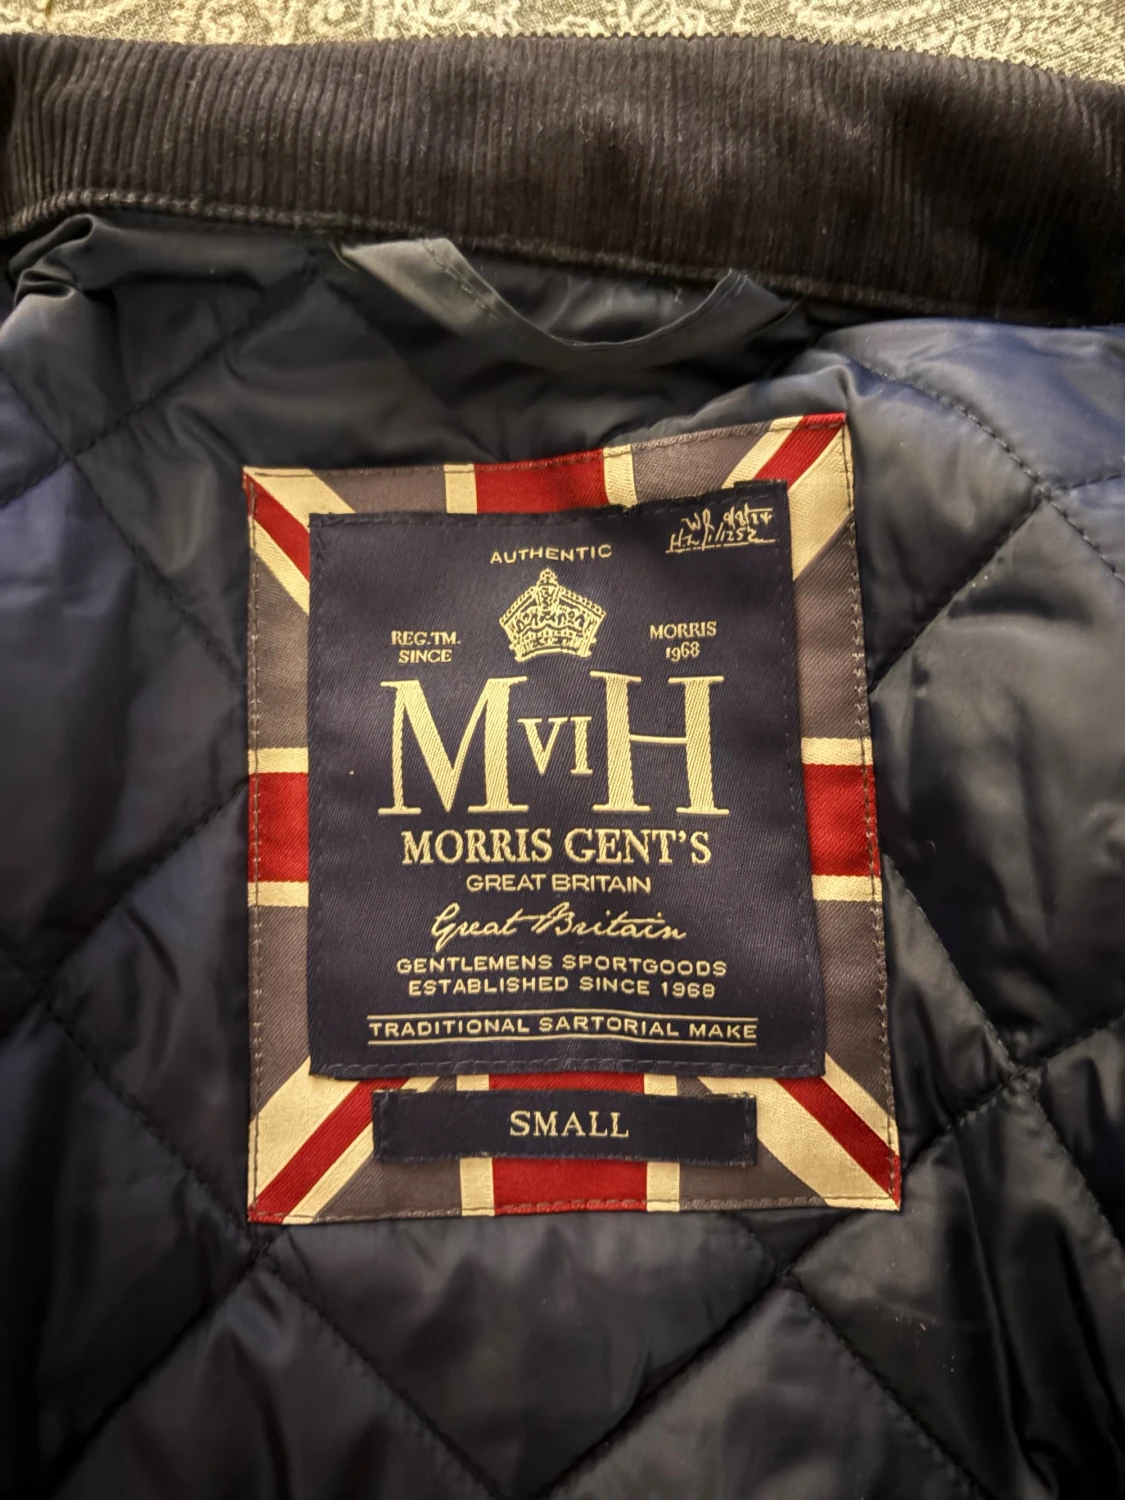 AUTHENTIC
REG.TM.
SINCE
MORRIS
1968
MVIH
MORRIS GENT'S
GREAT BRITAIN
Great Britain
GENTLEMENS SPORTGOODS
ESTABLISHED SINCE 1968
TRADITIONAL SARTORIAL MAKE
SMALL